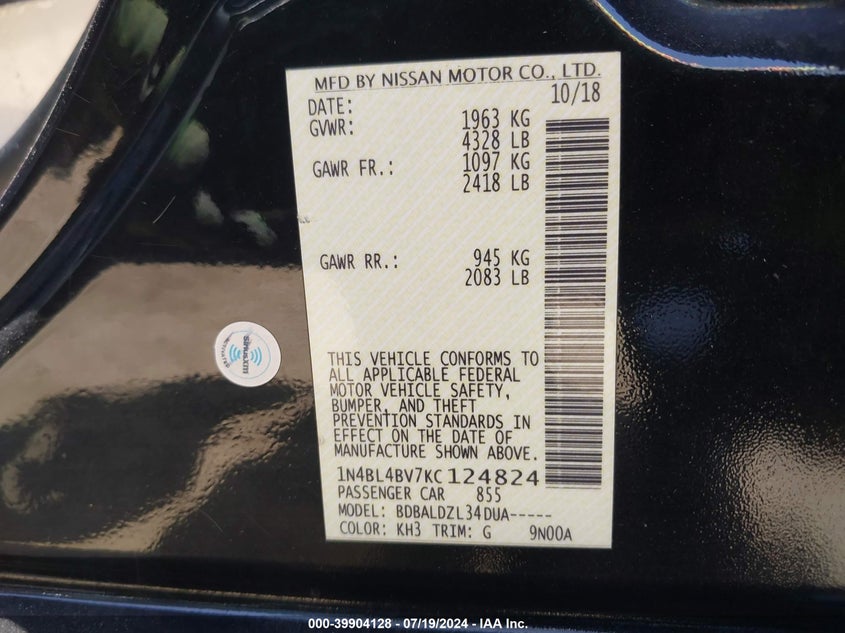 MFD BY NISSAN MOTOR CO., LTD.
DATE: 10/18
GVWR: 1963 KG
4328 LB
GAWR FR.: 1097 KG
2418 LB
GAWR RR.: 945 KG
2083 LB
THIS VEHICLE CONFORMS TO
ALL APPLICABLE FEDERAL
MOTOR VEHICLE SAFETY,
BUMPER, AND THEFT
PREVENTION STANDARDS IN
EFFECT ON THE DATE OF
MANUFACTURE SHOWN ABOVE.
1N4BL4BV7KC124824
PASSENGER CAR 855
MODEL: BDBALDZL34DUA-----
COLOR: KH3 TRIM: G 9N00A
siriusxm
000-39904128 - 07/19/2024 - IAA Inc.